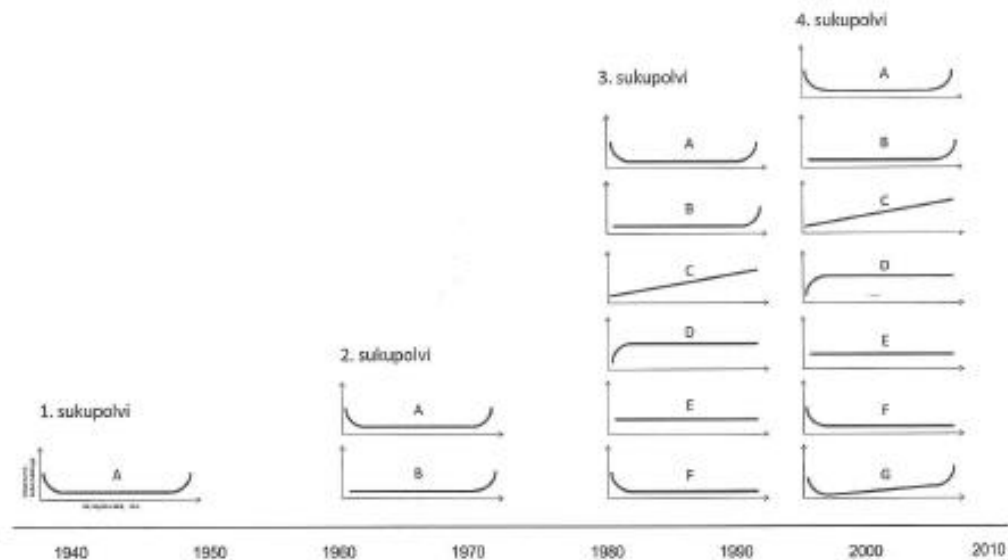 4. sukupolvi
A
B
C
D
E
F
G
3. sukupolvi
A
B
C
D
E
F
2. sukupolvi
A
B
1. sukupolvi
A
1940 1950 1960 1970 1980 1990 2000 2010